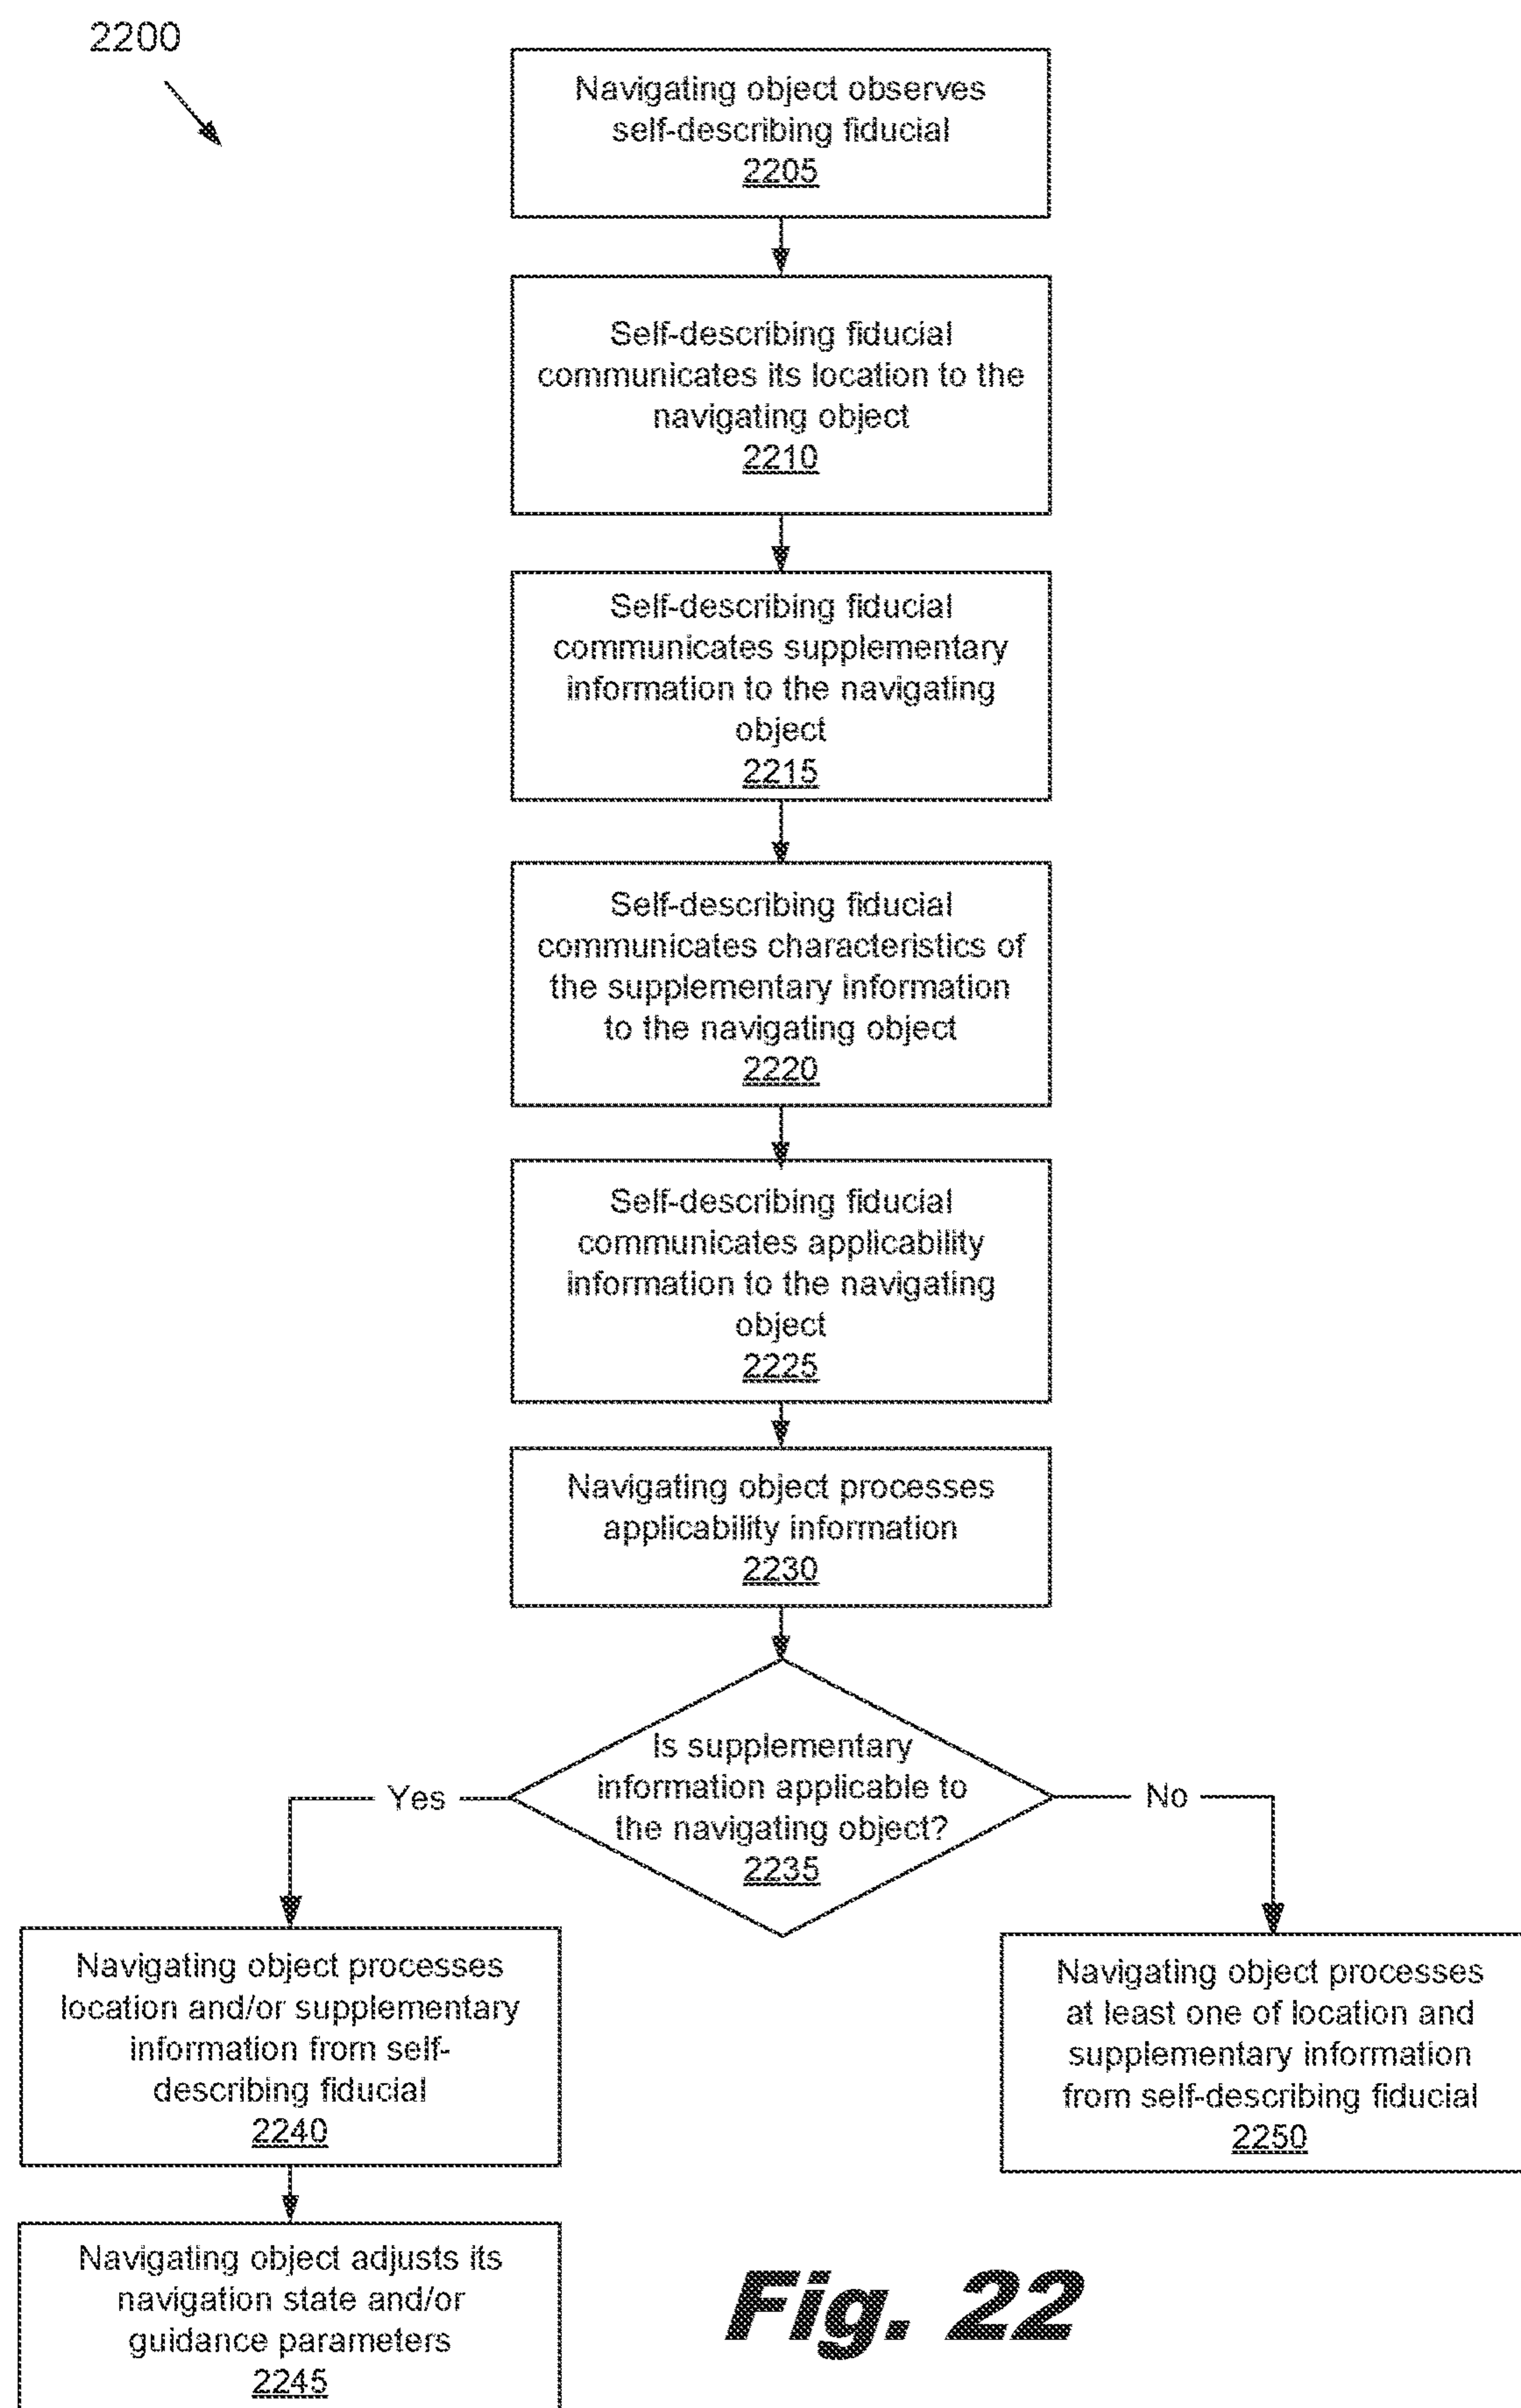 2200
Navigating object observes
self-describing fiducial
2205
Self-describing fiducial
communicates its location to the
navigating object
2210
Self-describing fiducial
communicates supplementary
information to the navigating
object
2215
Self-describing fiducial
communicates characteristics of
the supplementary information
to the navigating object
2220
Self-describing fiducial
communicates applicability
information to the navigating
object
2225
Navigating object processes
applicability information
2230
Is supplementary
information applicable to
the navigating object?
2235
Yes
No
Navigating object processes
location and/or supplementary
information from self-
describing fiducial
2240
Navigating object processes
at least one of location and
supplementary information
from self-describing fiducial
2250
Navigating object adjusts its
navigation state and/or
guidance parameters
2245
Fig. 22